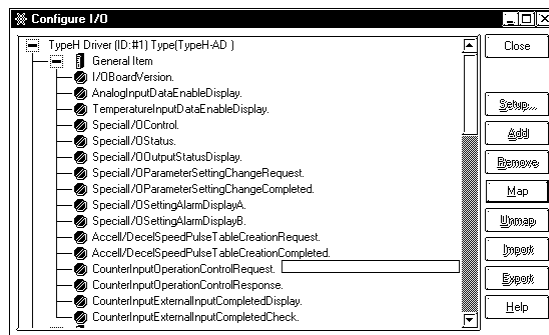 Configure I/O
TypeH Driver (ID:#1) Type(TypeH-AD )
General Item
I/OBoardVersion.
AnalogInputDataEnableDisplay.
TemperatureInputDataEnableDisplay.
SpecialI/OControl.
SpecialI/OStatus.
SpecialI/OOutputStatusDisplay.
SpecialI/OParameterSettingChangeRequest.
SpecialI/OParameterSettingChangeCompleted.
SpecialI/OSettingAlarmDisplayA.
SpecialI/OSettingAlarmDisplayB.
Accell/DecelSpeedPulseTableCreationRequest.
Accell/DecelSpeedPulseTableCreationCompleted.
CounterInputOperationControlRequest.
CounterInputOperationControlResponse.
CounterInputExternalInputCompletedDisplay.
CounterInputExternalInputCompletedCheck.
Close
Setup...
Add
Remove
Map
Unmap
Import
Export
Help